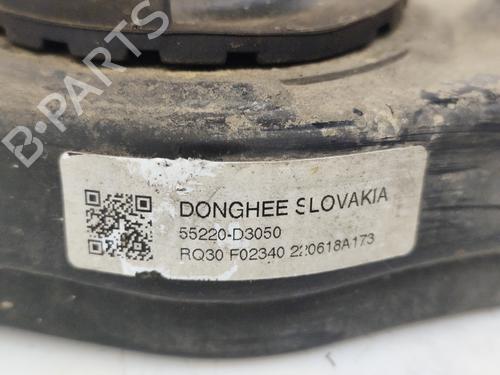 B-PARTS
DONGHEE SLOVAKIA
55220-D3050
RQ30 F02340 220618A173